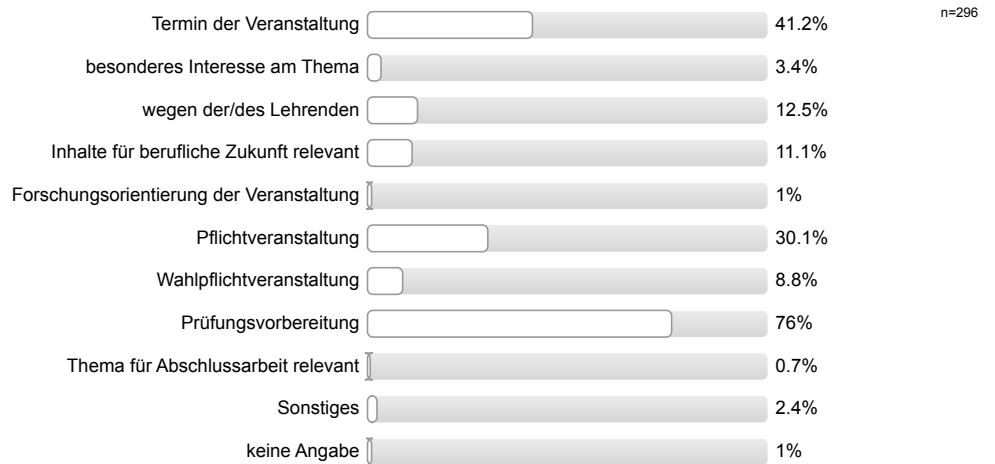 Termin der Veranstaltung 41.2% n=296
besonderes Interesse am Thema 3.4%
wegen der/des Lehrenden 12.5%
Inhalte für berufliche Zukunft relevant 11.1%
Forschungsorientierung der Veranstaltung 1%
Pflichtveranstaltung 30.1%
Wahlpflichtveranstaltung 8.8%
Prüfungsvorbereitung 76%
Thema für Abschlussarbeit relevant 0.7%
Sonstiges 2.4%
keine Angabe 1%